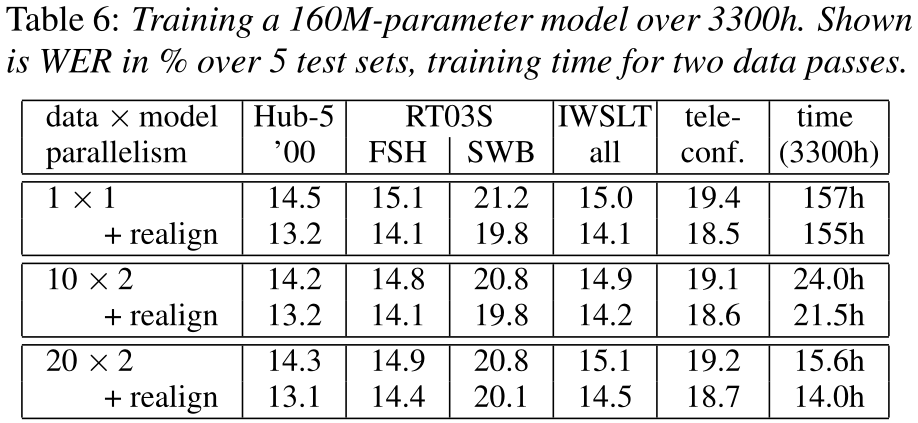 Table 6: Training a 160M-parameter model over 3300h. Shown
is WER in % over 5 test sets, training time for two data passes.
data × model Hub-5 RT03S IWSLT tele- time
parallelism ’00 FSH SWB all conf. (3300h)
1 × 1 14.5 15.1 21.2 15.0 19.4 157h
+ realign 13.2 14.1 19.8 14.1 18.5 155h
10 × 2 14.2 14.8 20.8 14.9 19.1 24.0h
+ realign 13.2 14.1 19.8 14.2 18.6 21.5h
20 × 2 14.3 14.9 20.8 15.1 19.2 15.6h
+ realign 13.1 14.4 20.1 14.5 18.7 14.0h